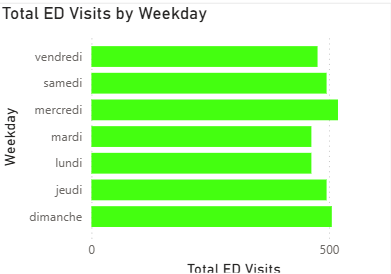 Total ED Visits by Weekday
vendredi
samedi
mercredi
mardi
lundi
jeudi
dimanche
Weekday
0
500
Total ED Visits